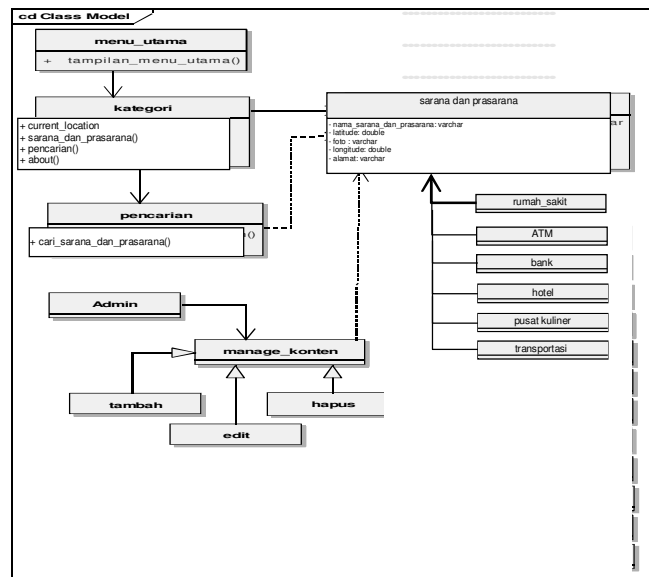 cd Class Model
menu_utama
+ tampilan_menu_utama()
kategori
+ current_location
+ sarana_dan_prasarana()
+ pencarian()
+ about()
sarana dan prasarana
- nama_sarana_dan_prasarana: varchar
- latitude: double
- foto : varchar
- longitude: double
- alamat: varchar
ar
pencarian
+ cari_sarana_dan_prasarana()
()
rumah_sakit
ATM
bank
hotel
pusat kuliner
transportasi
Admin
manage_konten
tambah
edit
hapus